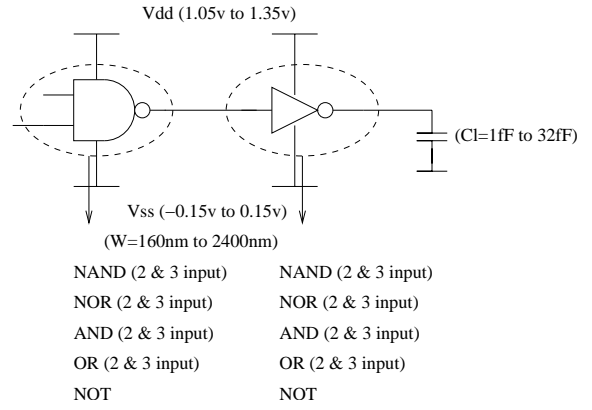 Vdd (1.05v to 1.35v)
(Cl=1fF to 32fF)
Vss (−0.15v to 0.15v)
(W=160nm to 2400nm)
NAND (2 & 3 input) NAND (2 & 3 input)
NOR (2 & 3 input) NOR (2 & 3 input)
AND (2 & 3 input) AND (2 & 3 input)
OR (2 & 3 input) OR (2 & 3 input)
NOT NOT